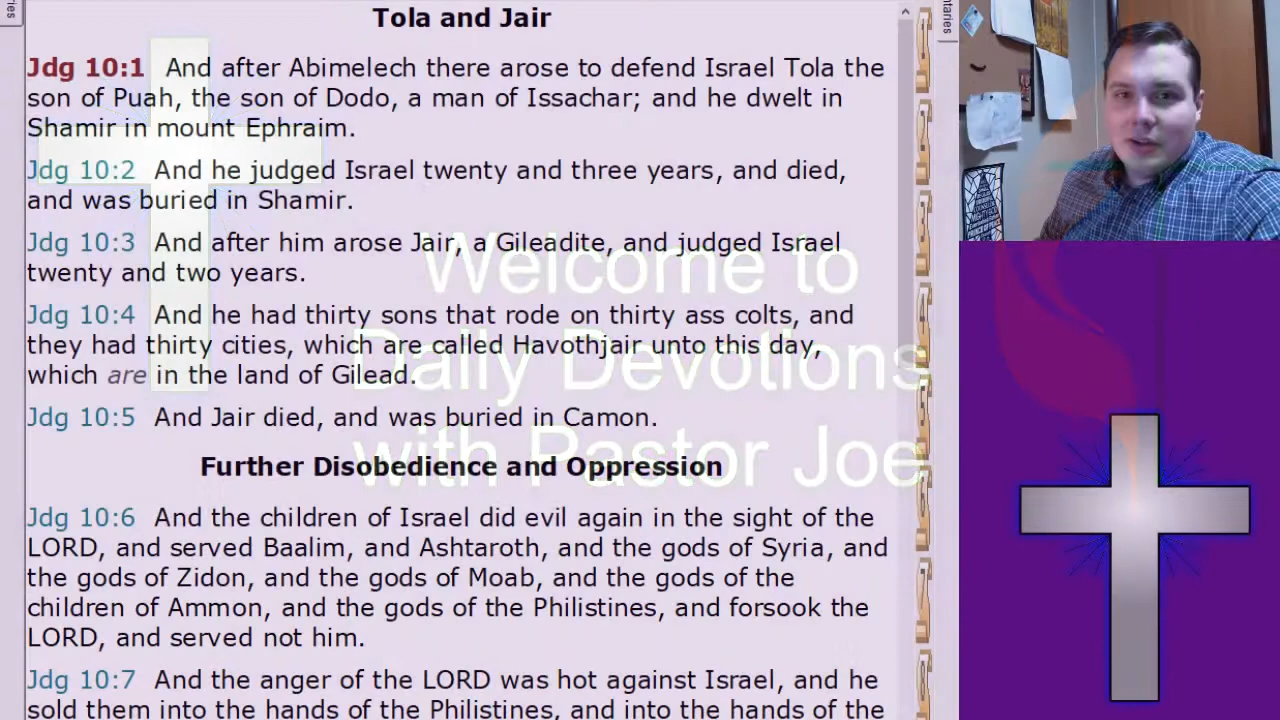 Tola and Jair
Jdg 10:1 And after Abimelech there arose to defend Israel Tola the
son of Puah, the son of Dodo, a man of Issachar; and he dwelt in
Shamir in mount Ephraim.
Jdg 10:2 And he judged Israel twenty and three years, and died,
and was buried in Shamir.
Jdg 10:3 And after him arose Jair, a Gileadite, and judged Israel
twenty and two years.
Jdg 10:4 And he had thirty sons that rode on thirty ass colts, and
they had thirty cities, which are called Havothjair unto this day,
which are in the land of Gilead.
Jdg 10:5 And Jair died, and was buried in Camon.
Further Disobedience and Oppression
Jdg 10:6 And the children of Israel did evil again in the sight of the
LORD, and served Baalim, and Ashtaroth, and the gods of Syria, and
the gods of Zidon, and the gods of Moab, and the gods of the
children of Ammon, and the gods of the Philistines, and forsook the
LORD, and served not him.
Jdg 10:7 And the anger of the LORD was hot against Israel, and he
sold them into the hands of the Philistines, and into the hands of the
Welcome to
Daily Devotions
with Pastor Joe
ries
ntaries